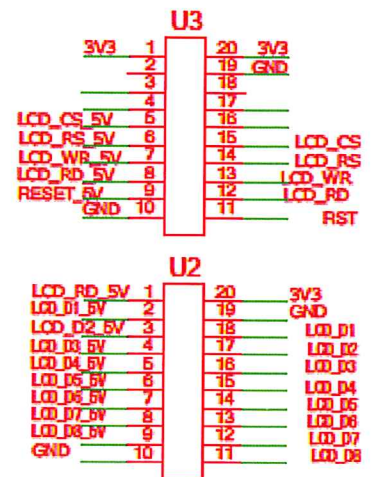 U3
3V3 1 20 3V3
2 19 GND
3 18
4 17
LCD_CS_5V 5 16
LCD_RS_5V 6 15 LCD_CS
LCD_WR_5V 7 14 LCD_RS
LCD_RD_5V 8 13 LCD_WR
RESET_5V 9 12 LCD_RD
GND 10 11 RST
U2
LCD_RD_5V 1 20 3V3
LCD_D1_5V 2 19 GND
LCD_D2_5V 3 18 LCD_D1
LCD_D3_5V 4 17 LCD_D2
LCD_D4_5V 5 16 LCD_D3
LCD_D5_5V 6 15 LCD_D4
LCD_D6_5V 7 14 LCD_D5
LCD_D7_5V 8 13 LCD_D6
LCD_D8_5V 9 12 LCD_D7
GND 10 11 LCD_D8